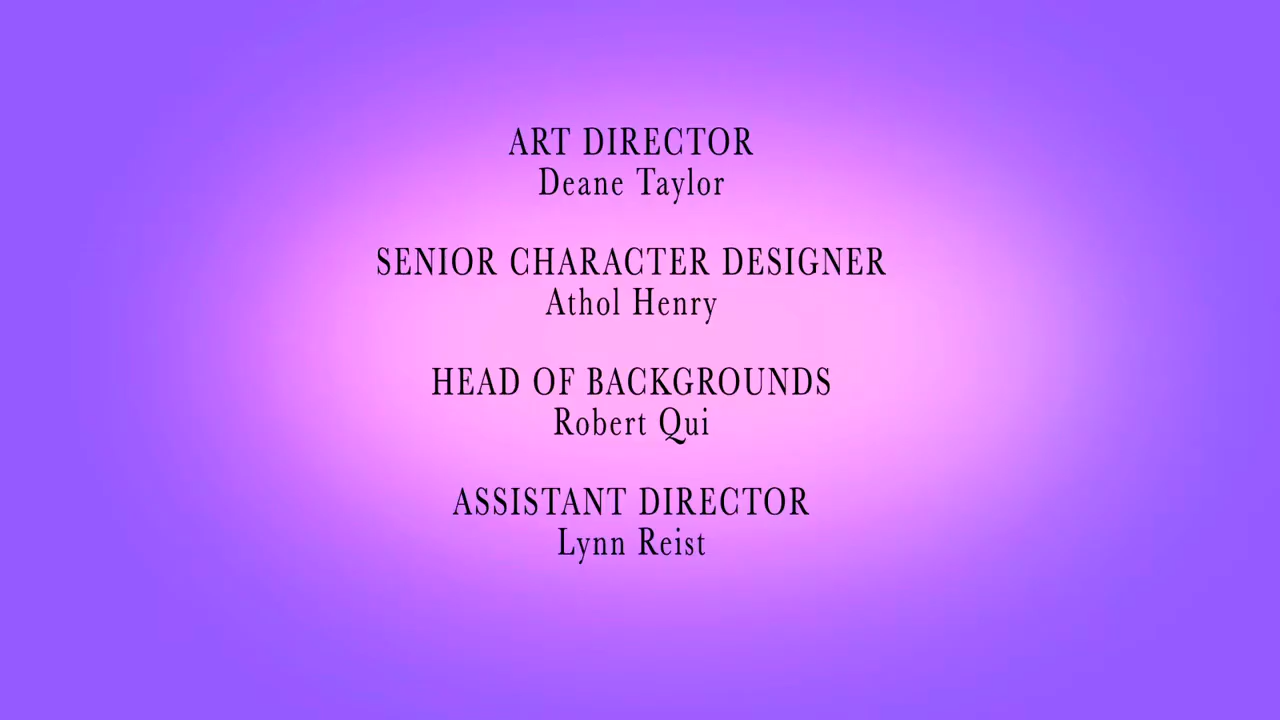 ART DIRECTOR
Deane Taylor
SENIOR CHARACTER DESIGNER
Athol Henry
HEAD OF BACKGROUNDS
Robert Qui
ASSISTANT DIRECTOR
Lynn Reist